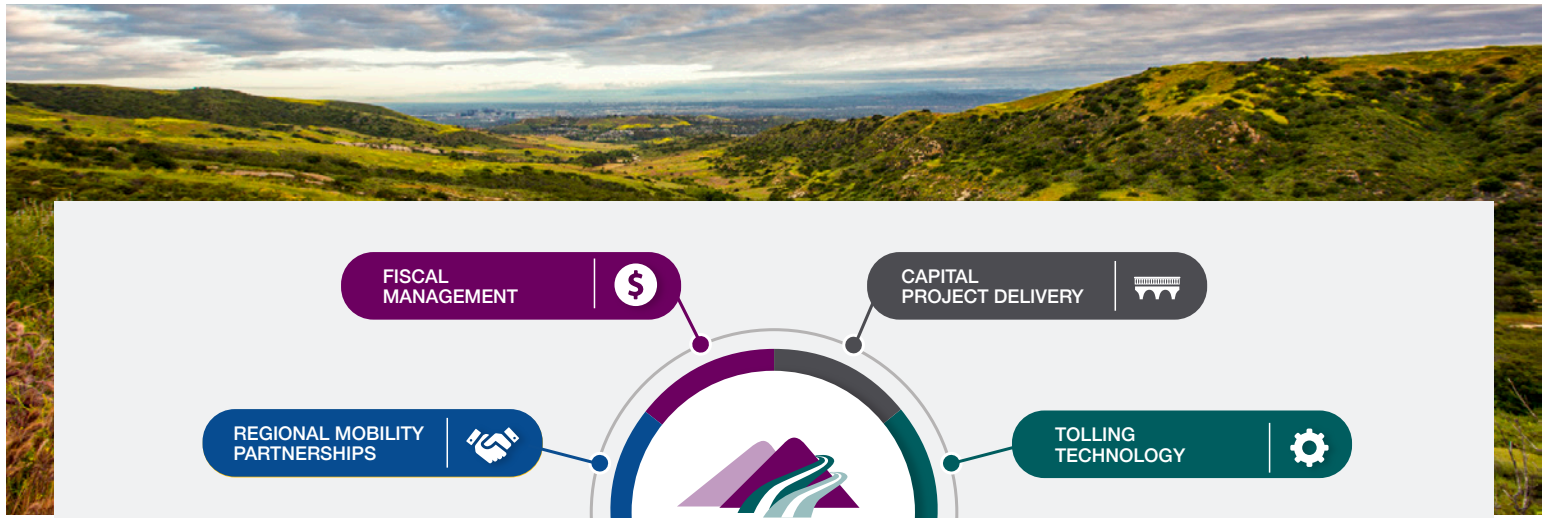 FISCAL
MANAGEMENT
CAPITAL
PROJECT DELIVERY
REGIONAL MOBILITY
PARTNERSHIPS
TOLLING
TECHNOLOGY